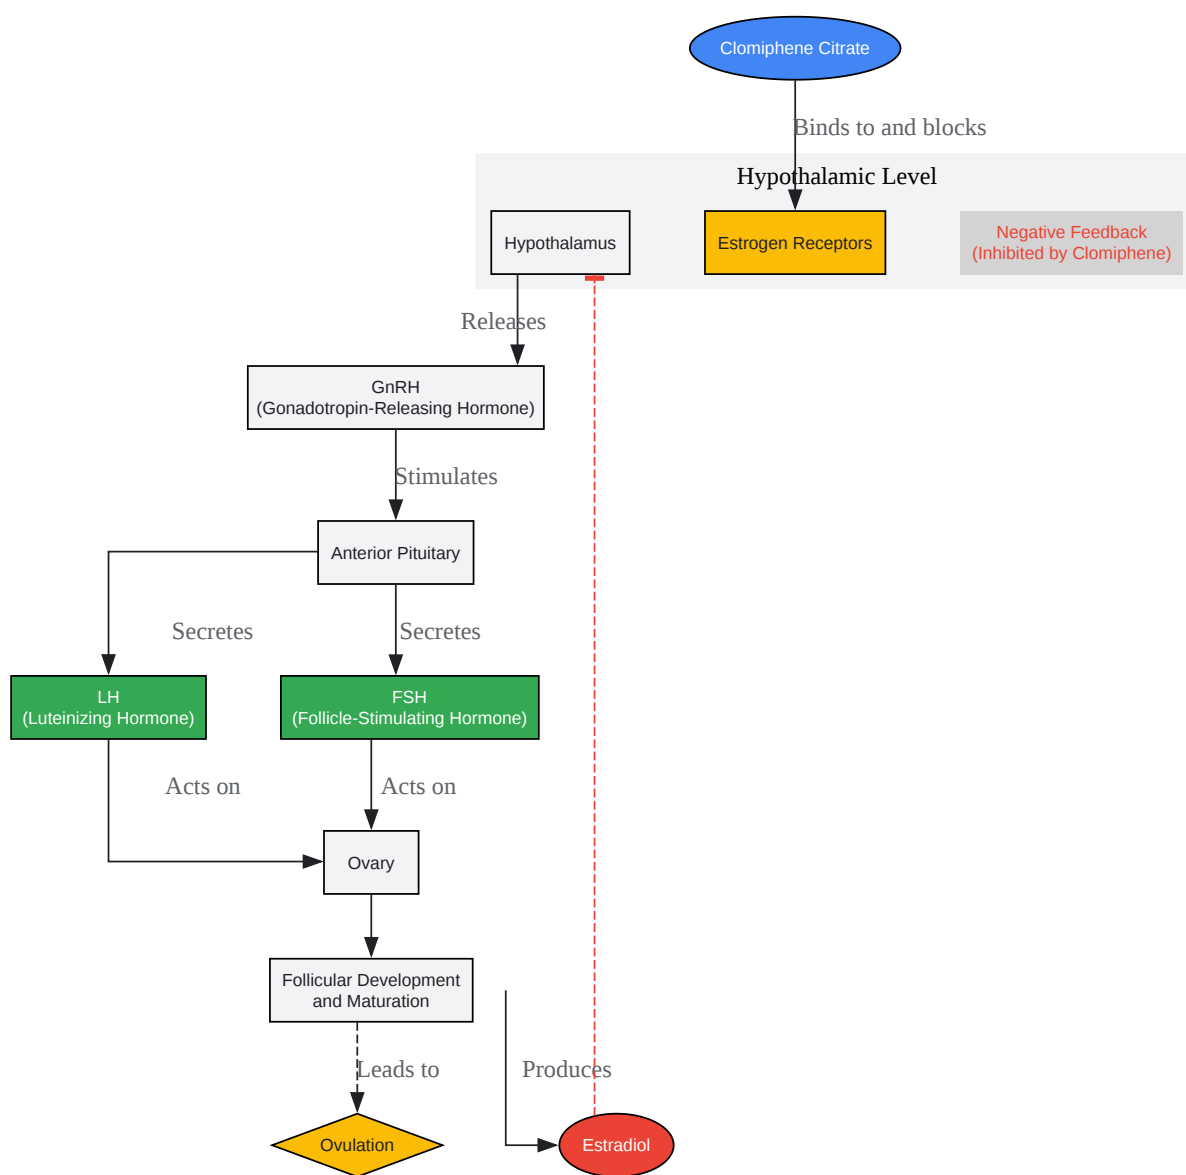 Clomiphene Citrate
Binds to and blocks
Hypothalamic Level
Hypothalamus
Estrogen Receptors
Negative Feedback
(Inhibited by Clomiphene)
Releases
GnRH
(Gonadotropin-Releasing Hormone)
Stimulates
Anterior Pituitary
Secretes
Secretes
LH
(Luteinizing Hormone)
FSH
(Follicle-Stimulating Hormone)
Acts on
Acts on
Ovary
Follicular Development
and Maturation
Leads to
Produces
Ovulation
Estradiol